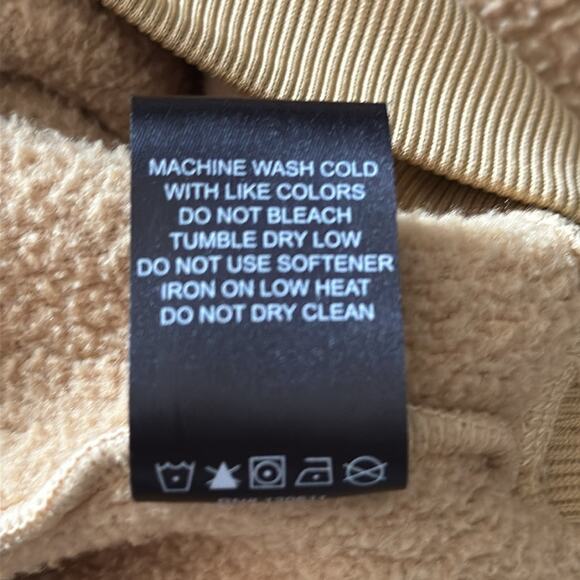 MACHINE WASH COLD
WITH LIKE COLORS
DO NOT BLEACH
TUMBLE DRY LOW
DO NOT USE SOFTENER
IRON ON LOW HEAT
DO NOT DRY CLEAN